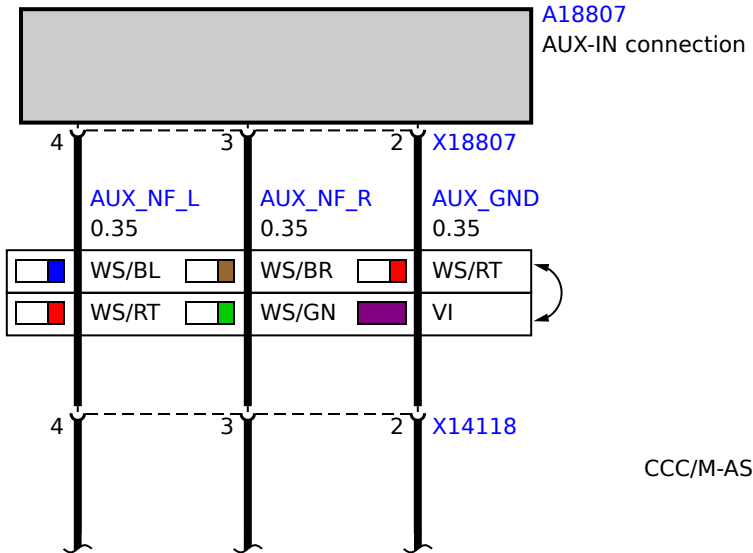 A18807
AUX-IN connection
4 3 2 X18807
AUX_NF_L AUX_NF_R AUX_GND
0.35 0.35 0.35
WS/BL WS/BR WS/RT
WS/RT WS/GN VI
4 3 2 X14118
CCC/M-AS